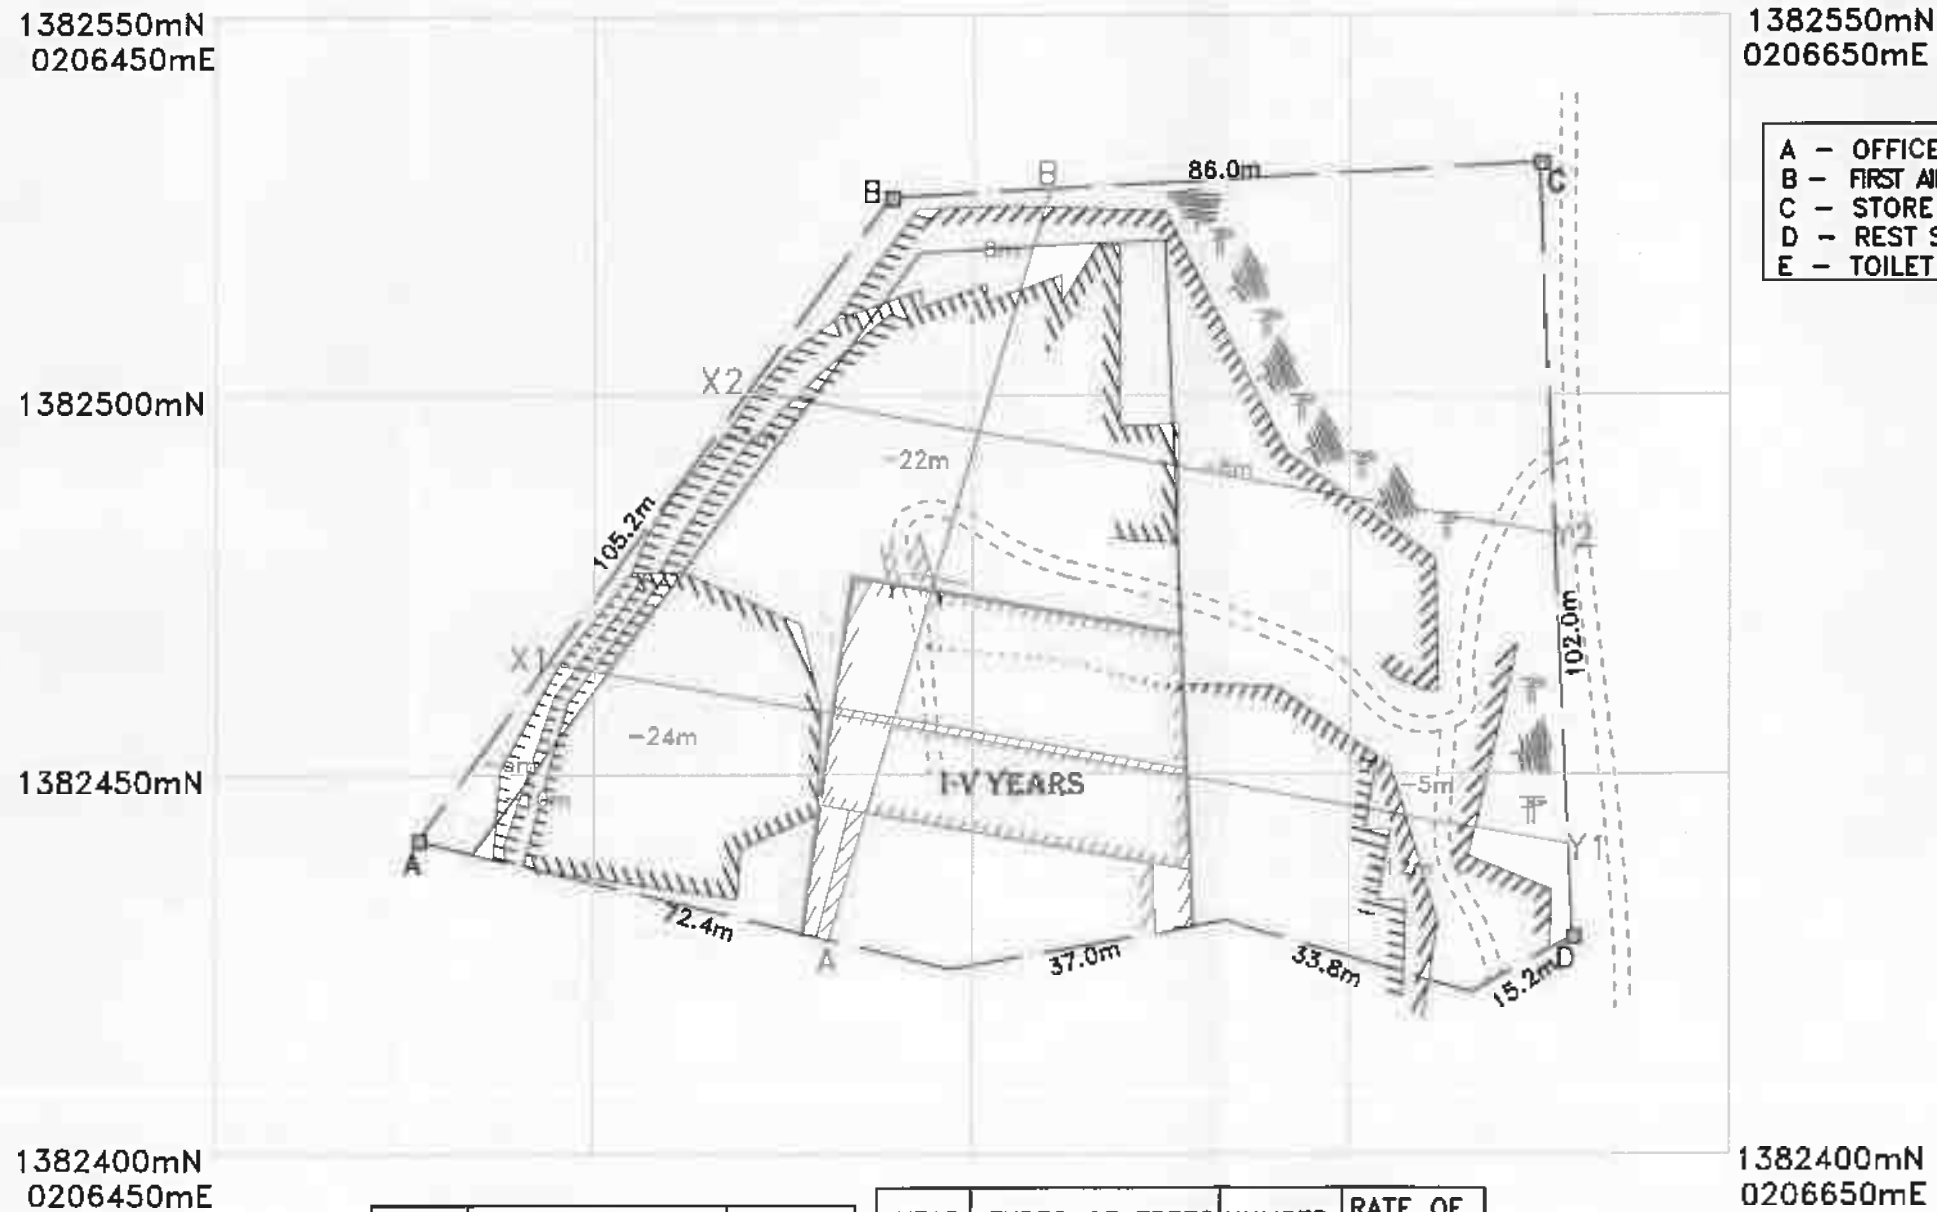 1382550mN
0206450mE
1382550mN
0206650mE
A - OFFICE
B - FIRST AI
C - STORE
D - REST S
E - TOILET
B
B
86.0m
C
8m
X2
1382500mN
-22m
Y2
105.2m
102.0m
X1
-24m
1382450mN
I-V YEARS
-5m
Y1
A
72.4m
A
37.0m
33.8m
15.2m
D
1382400mN
0206450mE
1382400mN
0206650mE
RATE OF